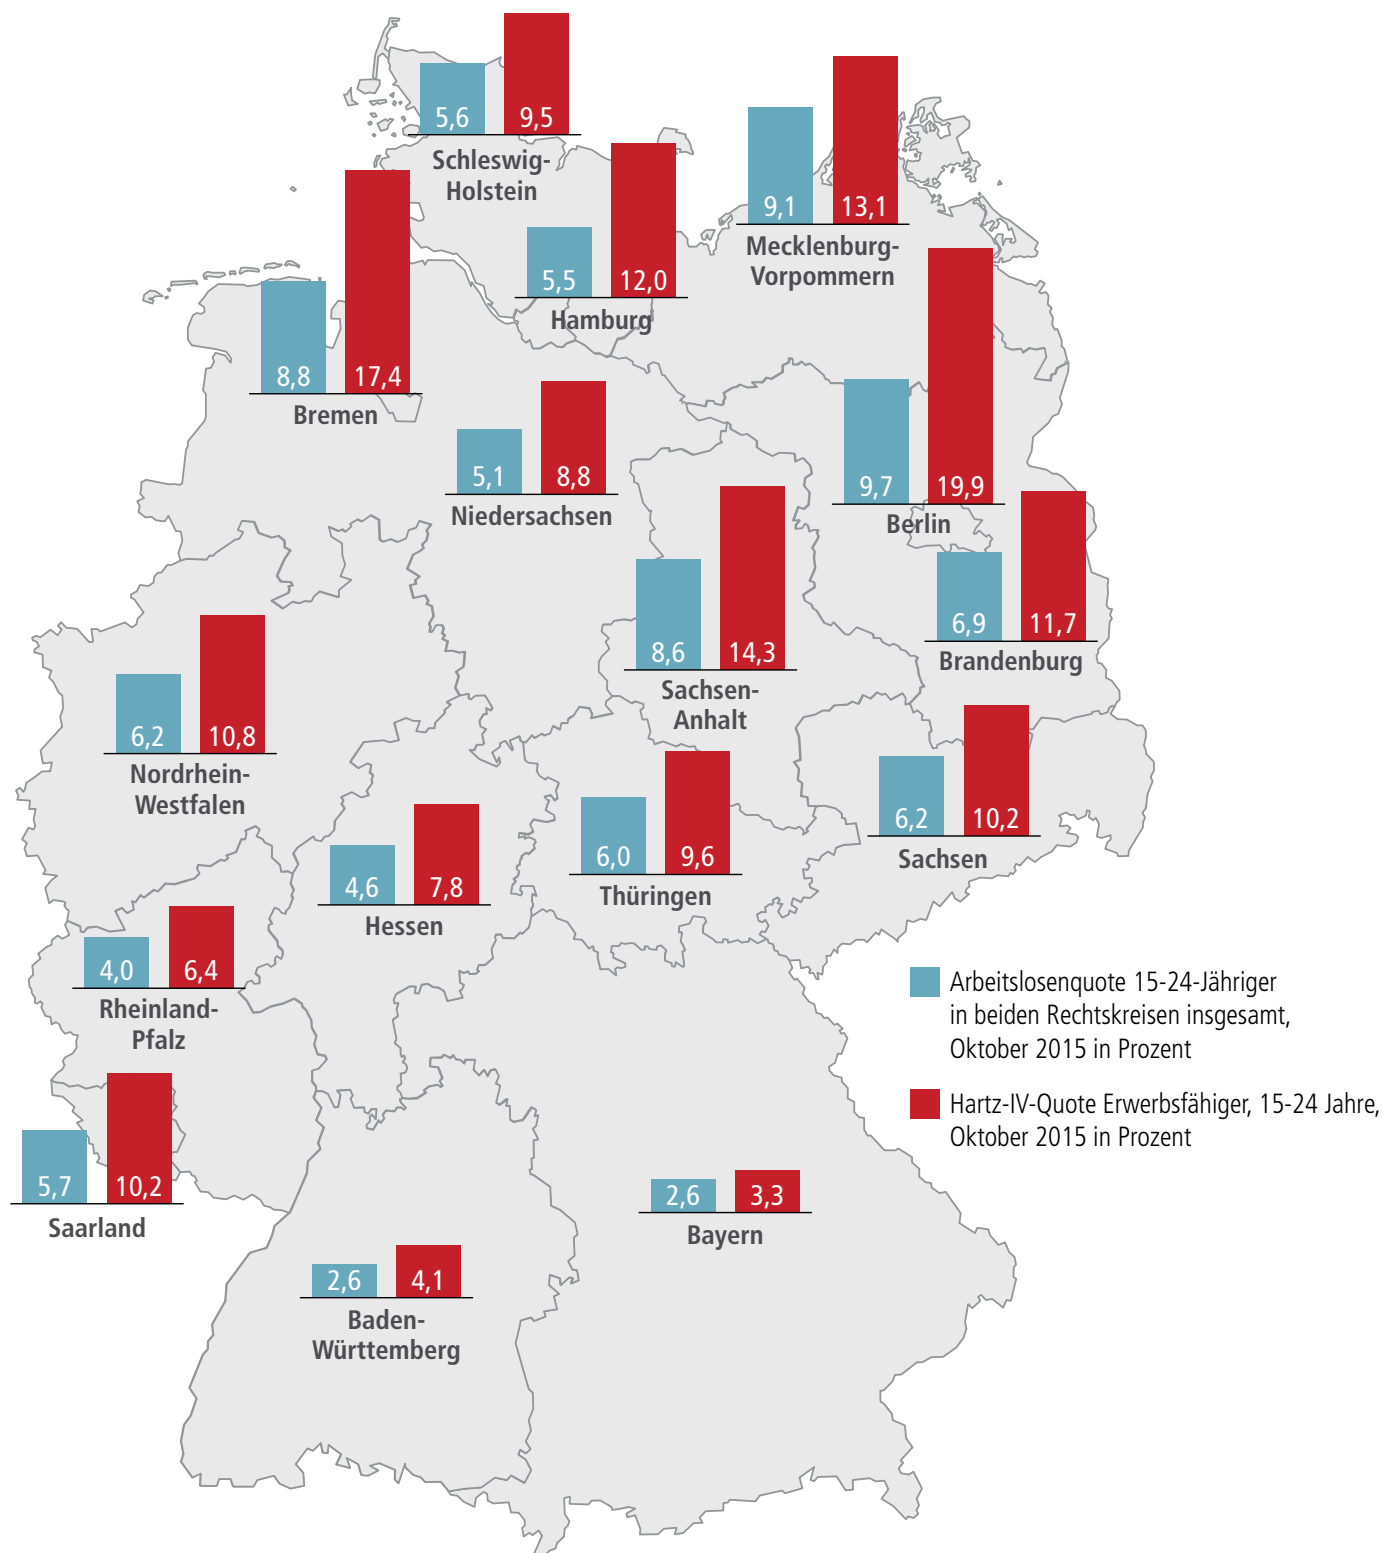 5,6 9,5
Schleswig-
Holstein
9,1 13,1
Mecklenburg-
Vorpommern
5,5 12,0
Hamburg
8,8 17,4
Bremen
5,1 8,8
Niedersachsen
9,7 19,9
Berlin
6,9 11,7
Brandenburg
8,6 14,3
Sachsen-
Anhalt
6,2 10,8
Nordrhein-
Westfalen
6,2 10,2
Sachsen
6,0 9,6
Thüringen
4,6 7,8
Hessen
4,0 6,4
Rheinland-
Pfalz
5,7 10,2
Saarland
2,6 3,3
Bayern
2,6 4,1
Baden-
Württemberg
Arbeitslosenquote 15-24-Jähriger
in beiden Rechtskreisen insgesamt,
Oktober 2015 in Prozent
Hartz-IV-Quote Erwerbsfähiger, 15-24 Jahre,
Oktober 2015 in Prozent